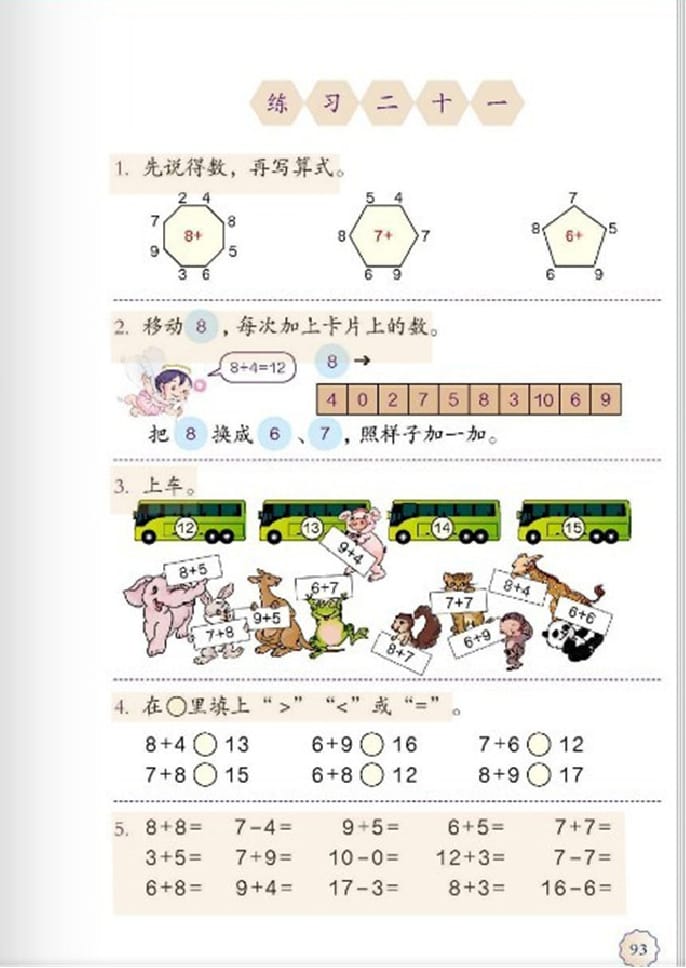 练习二十一
1. 先说得数，再写算式。
2 4 5 4 7
7 8 8+ 8 7+ 7 8 6+ 5
9 5
3 6 6 9 6 9
2. 移动 8 ，每次加上卡片上的数。
8+4=12 8 →
4 0 2 7 5 8 3 10 6 9
把 8 换成 6 、 7 ，照样子加一加。
3. 上车。
12 13 14 15
9+4
8+5 6+7 7+7 8+4
7+8 9+5 8+7 6+9 6+6
4. 在○里填上“>”“<”或“=”。
8+4○13 6+9○16 7+6○12
7+8○15 6+8○12 8+9○17
5. 8+8= 7-4= 9+5= 6+5= 7+7=
3+5= 7+9= 10-0= 12+3= 7-7=
6+8= 9+4= 17-3= 8+3= 16-6=
93